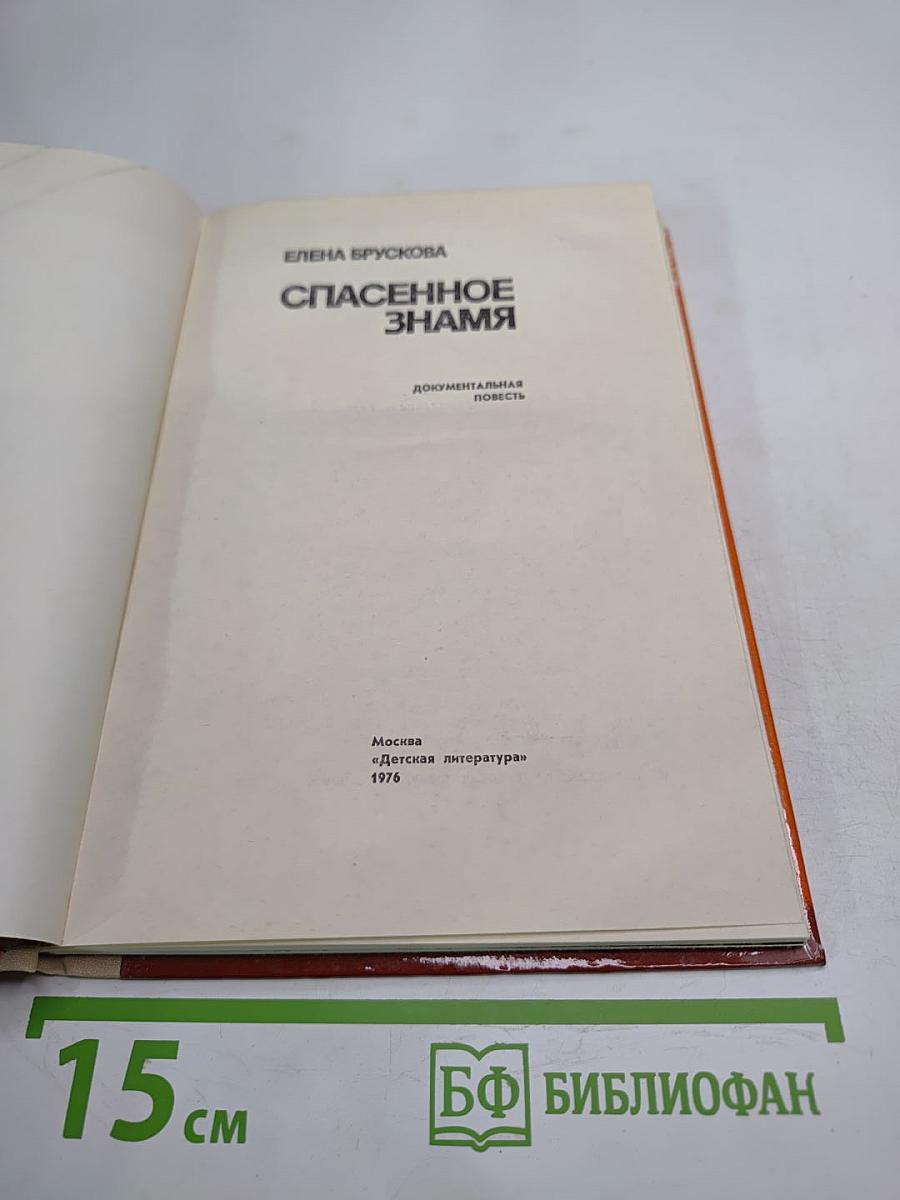 ЕЛЕНА БРУСКОВА
СПАСЕННОЕ
ЗНАМЯ
ДОКУМЕНТАЛЬНАЯ
ПОВЕСТЬ
Москва
«Детская литература»
1976
15 см
БФ БИБЛИОФАН